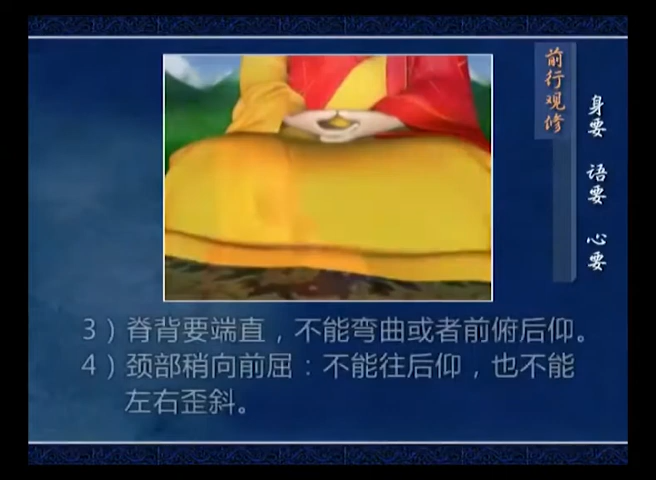 前行观修
身要 语要 心要
3）脊背要端直，不能弯曲或者前俯后仰。
4）颈部稍向前屈：不能往后仰，也不能
左右歪斜。